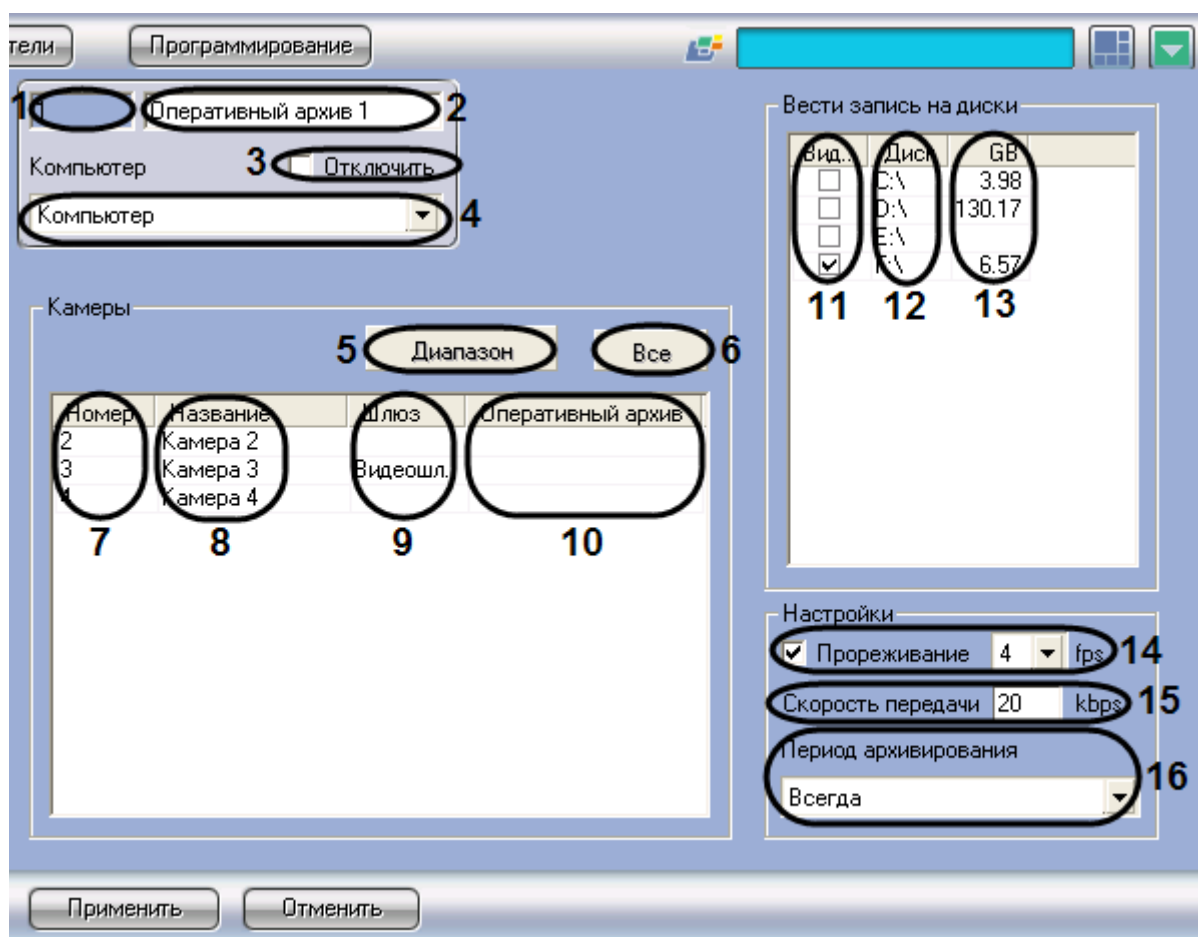 тели Программирование
1 1 Оперативный архив 1 2
Компьютер 3 Отключить
Компьютер 4
Камеры
5 Диапазон Все 6
Номер Название Шлюз Оперативный архив
2 Камера 2
3 Камера 3 Видеошл.
4 Камера 4
7 8 9 10
Вести запись на диски
Вид.. Диск GB
C:\ 3.98
D:\ 130.17
E:\
F:\ 6.57
11 12 13
Настройки
Прореживание 4 fps 14
Скорость передачи 20 kbps 15
Период архивирования
Всегда 16
Применить Отменить